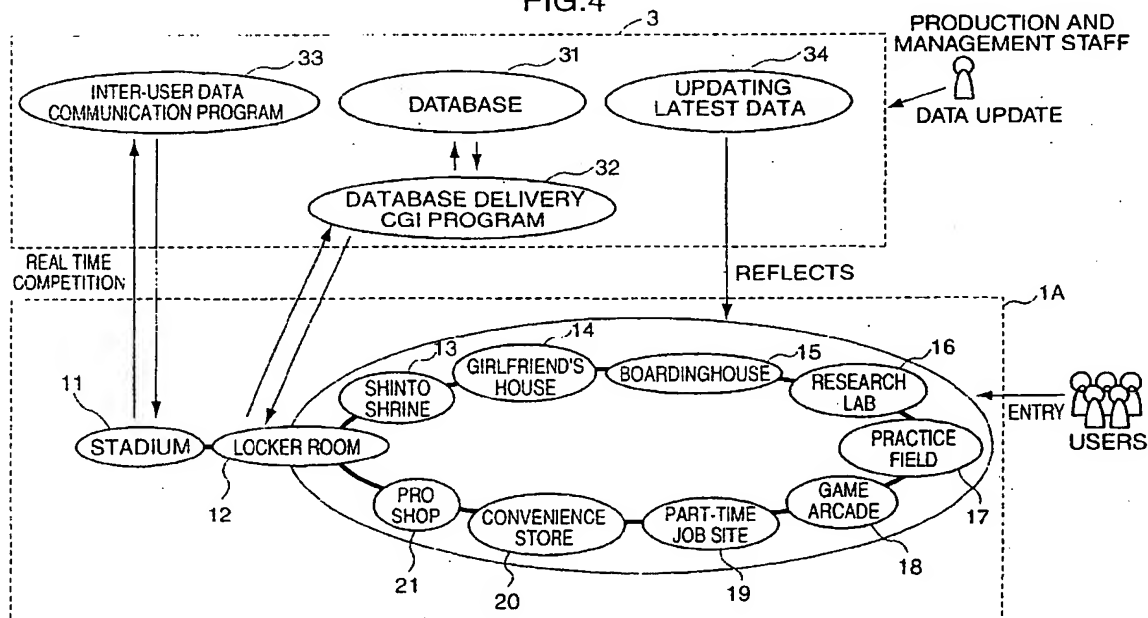 FIG.4
3
PRODUCTION AND
MANAGEMENT STAFF
DATA UPDATE
33
INTER-USER DATA
COMMUNICATION PROGRAM
31
DATABASE
34
UPDATING
LATEST DATA
32
DATABASE DELIVERY
CGI PROGRAM
REAL TIME
COMPETITION
REFLECTS
1A
11
STADIUM
12
LOCKER ROOM
13
SHINTO
SHRINE
14
GIRLFRIEND'S
HOUSE
15
BOARDINGHOUSE
16
RESEARCH
LAB
ENTRY
USERS
PRACTICE
FIELD
17
GAME
ARCADE
18
PART-TIME
JOB SITE
19
CONVENIENCE
STORE
20
PRO
SHOP
21